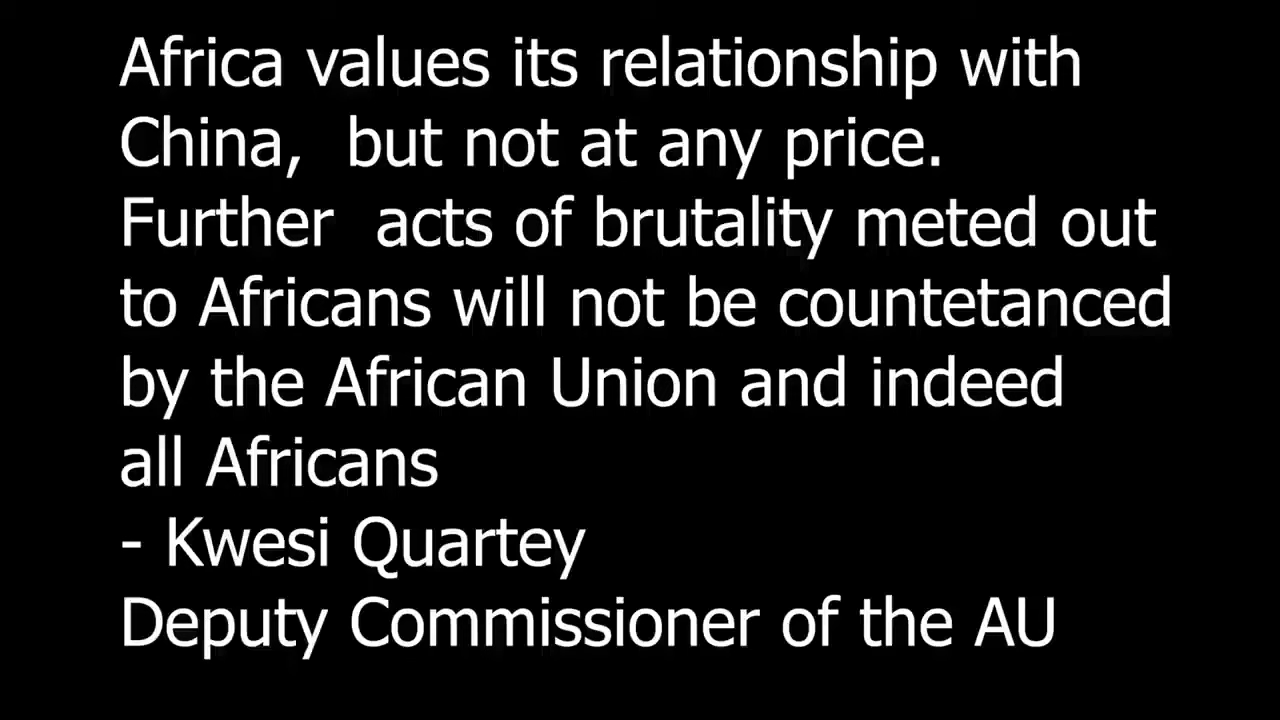 Africa values its relationship with
China,  but not at any price.
Further  acts of brutality meted out
to Africans will not be countetanced
by the African Union and indeed
all Africans
- Kwesi Quartey
Deputy Commissioner of the AU